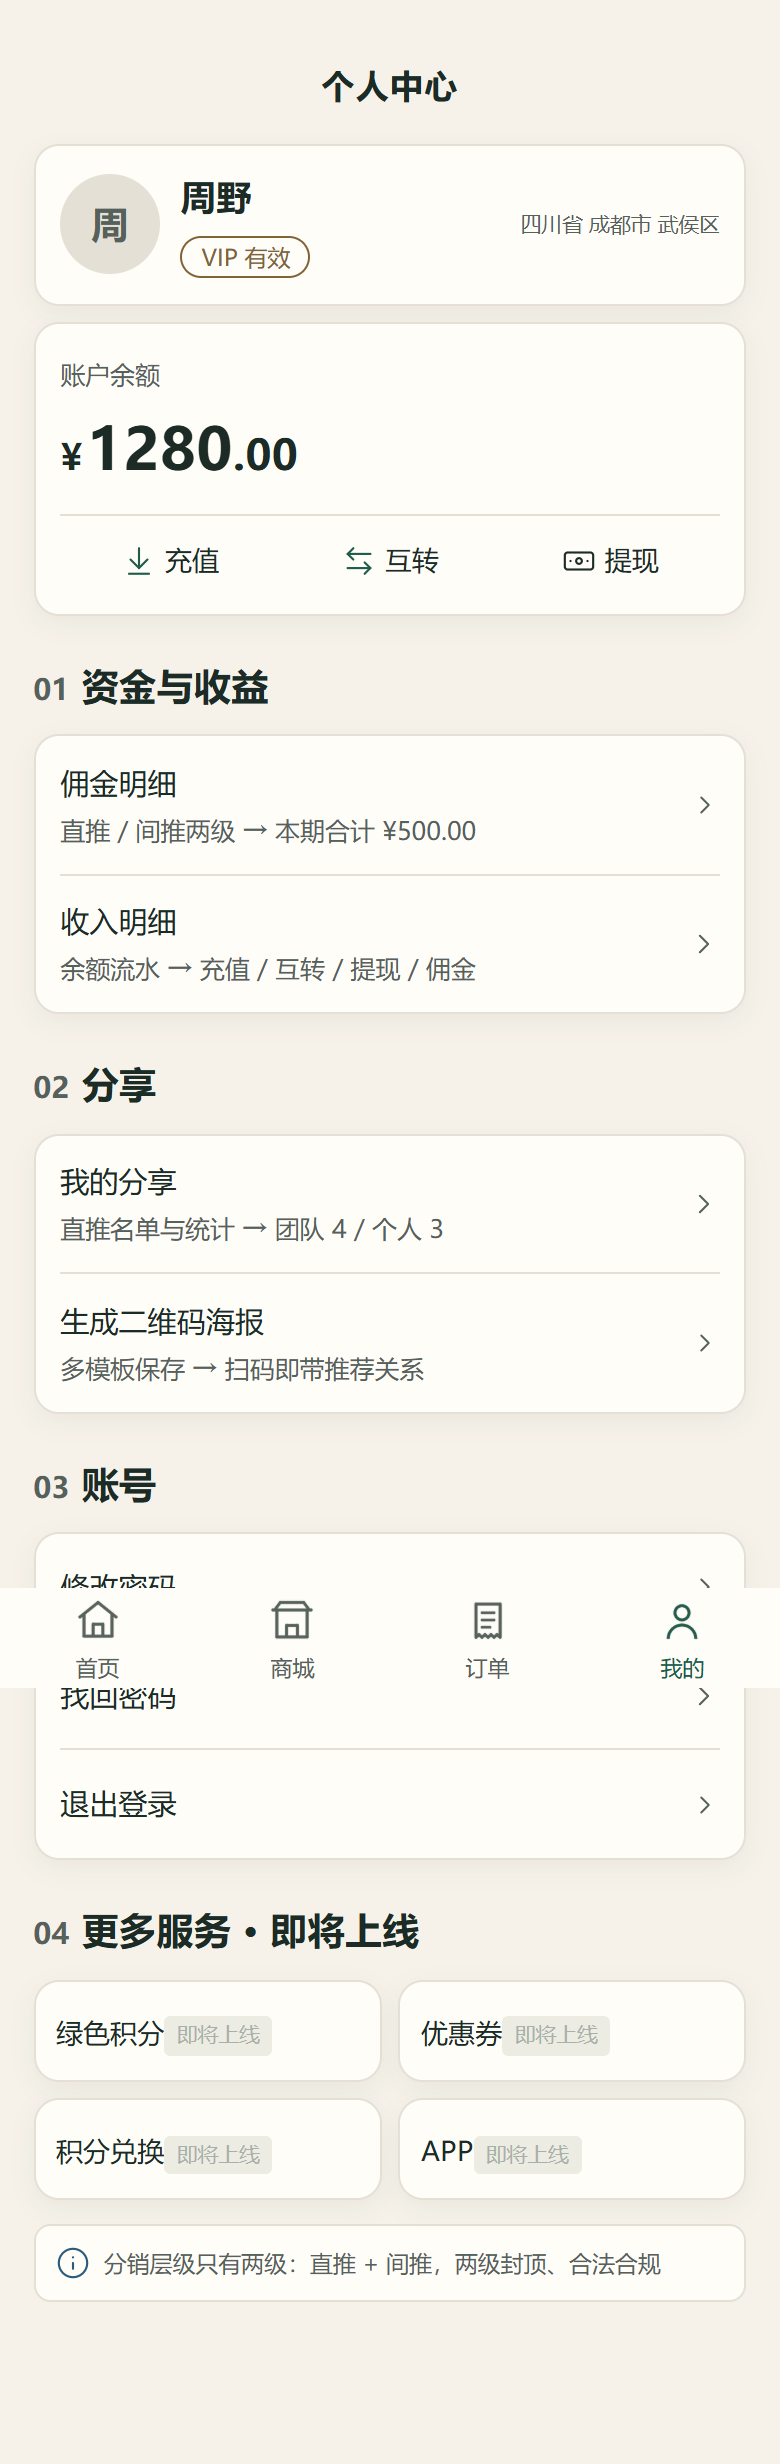 个人中心
周
周野
VIP 有效
四川省 成都市 武侯区
账户余额
¥1280.00
充值
互转
提现
01 资金与收益
佣金明细
直推 / 间推两级 → 本期合计 ¥500.00
收入明细
余额流水 → 充值 / 互转 / 提现 / 佣金
02 分享
我的分享
直推名单与统计 → 团队 4 / 个人 3
生成二维码海报
多模板保存 → 扫码即带推荐关系
03 账号
修改密码
首页
商城
订单
我的
找回密码
退出登录
04 更多服务 • 即将上线
绿色积分 即将上线
优惠券 即将上线
积分兑换 即将上线
APP 即将上线
分销层级只有两级：直推 + 间推，两级封顶、合法合规